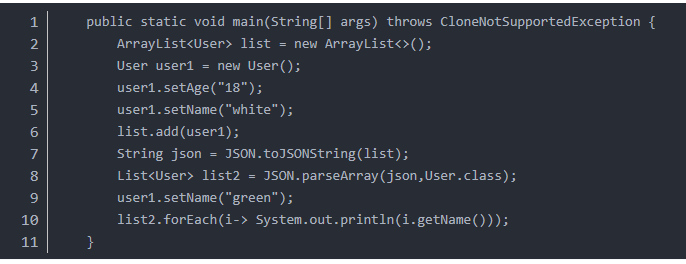 1 public static void main(String[] args) throws CloneNotSupportedException {
2 ArrayList<User> list = new ArrayList<>();
3 User user1 = new User();
4 user1.setAge("18");
5 user1.setName("white");
6 list.add(user1);
7 String json = JSON.toJSONString(list);
8 List<User> list2 = JSON.parseArray(json,User.class);
9 user1.setName("green");
10 list2.forEach(i-> System.out.println(i.getName()));
11 }